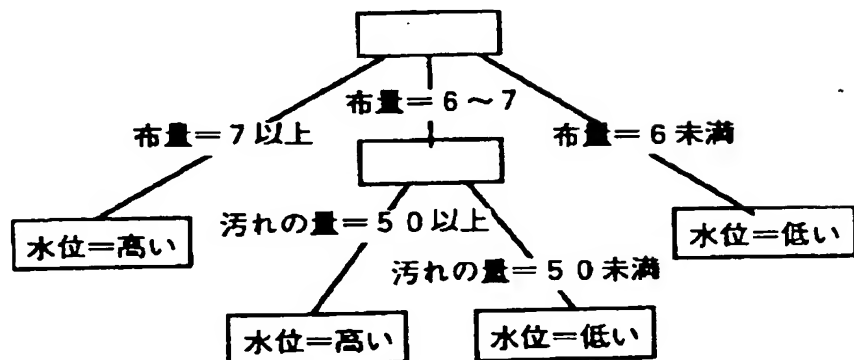 布量＝6～7
布量＝7以上
布量＝6未満
水位＝高い
汚れの量＝50以上
水位＝低い
汚れの量＝50未満
水位＝高い
水位＝低い